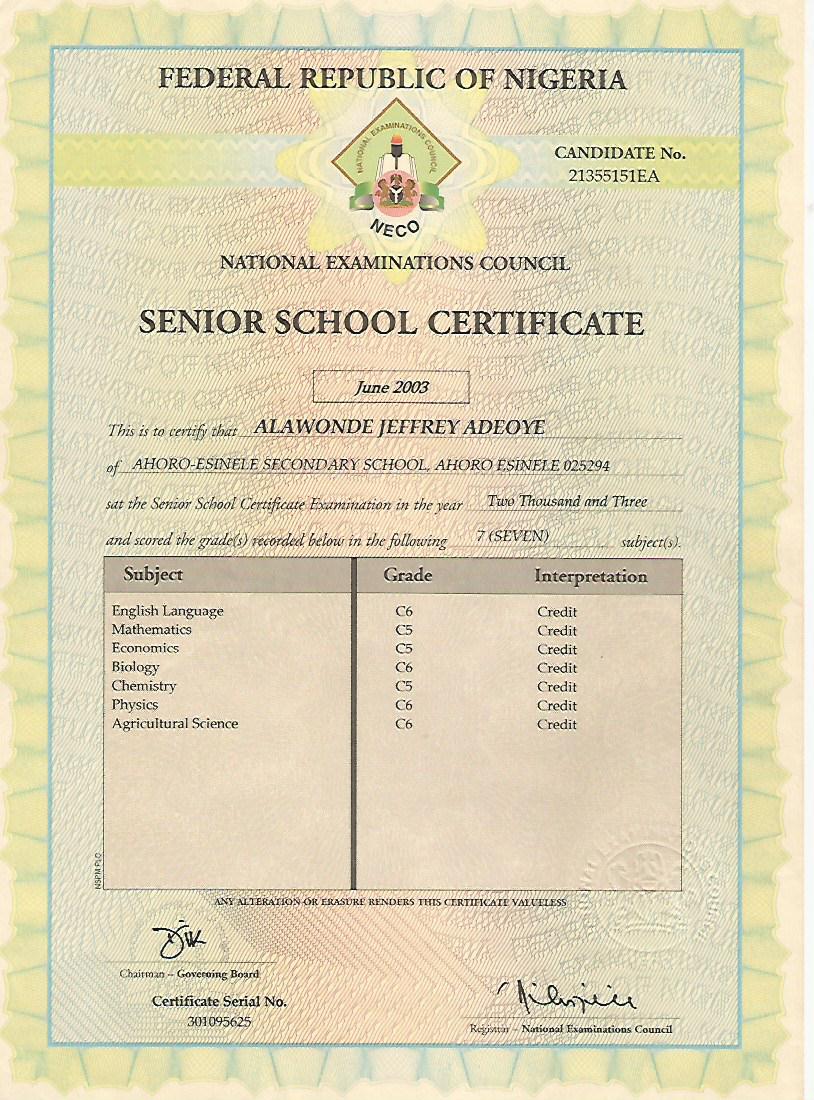 FEDERAL REPUBLIC OF NIGERIA
NATIONAL EXAMINATIONS COUNCIL
NECO
CANDIDATE No.
21355151EA
NATIONAL EXAMINATIONS COUNCIL
SENIOR SCHOOL CERTIFICATE
June 2003
This is to certify that ALAWONDE JEFFREY ADEOYE
of AHORO-ESINELE SECONDARY SCHOOL, AHORO ESINELE 025294
sat the Senior School Certificate Examination in the year Two Thousand and Three
and scored the grade(s) recorded below in the following 7 (SEVEN) subject(s).
Subject Grade Interpretation
English Language C6 Credit
Mathematics C5 Credit
Economics C5 Credit
Biology C6 Credit
Chemistry C5 Credit
Physics C6 Credit
Agricultural Science C6 Credit
NSPM PLC
ANY ALTERATION OR ERASURE RENDERS THIS CERTIFICATE VALUELESS
Chairman – Governing Board
Certificate Serial No.
301095625
Registrar – National Examinations Council